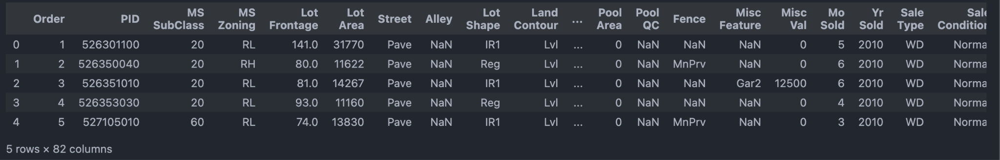 Order PID MS SubClass MS Zoning Lot Frontage Lot Area Street Alley Lot Shape Land Contour ... Pool Area Pool QC Fence Misc Feature Misc Val Mo Sold Yr Sold Sale Type Sale Condition
0 1 526301100 20 RL 141.0 31770 Pave NaN IR1 Lvl ... 0 NaN NaN NaN 0 5 2010 WD Norma
1 2 526350040 20 RH 80.0 11622 Pave NaN Reg Lvl ... 0 NaN MnPrv NaN 0 6 2010 WD Norma
2 3 526351010 20 RL 81.0 14267 Pave NaN IR1 Lvl ... 0 NaN NaN Gar2 12500 6 2010 WD Norma
3 4 526353030 20 RL 93.0 11160 Pave NaN Reg Lvl ... 0 NaN NaN NaN 0 4 2010 WD Norma
4 5 527105010 60 RL 74.0 13830 Pave NaN IR1 Lvl ... 0 NaN MnPrv NaN 0 3 2010 WD Norma
5 rows × 82 columns